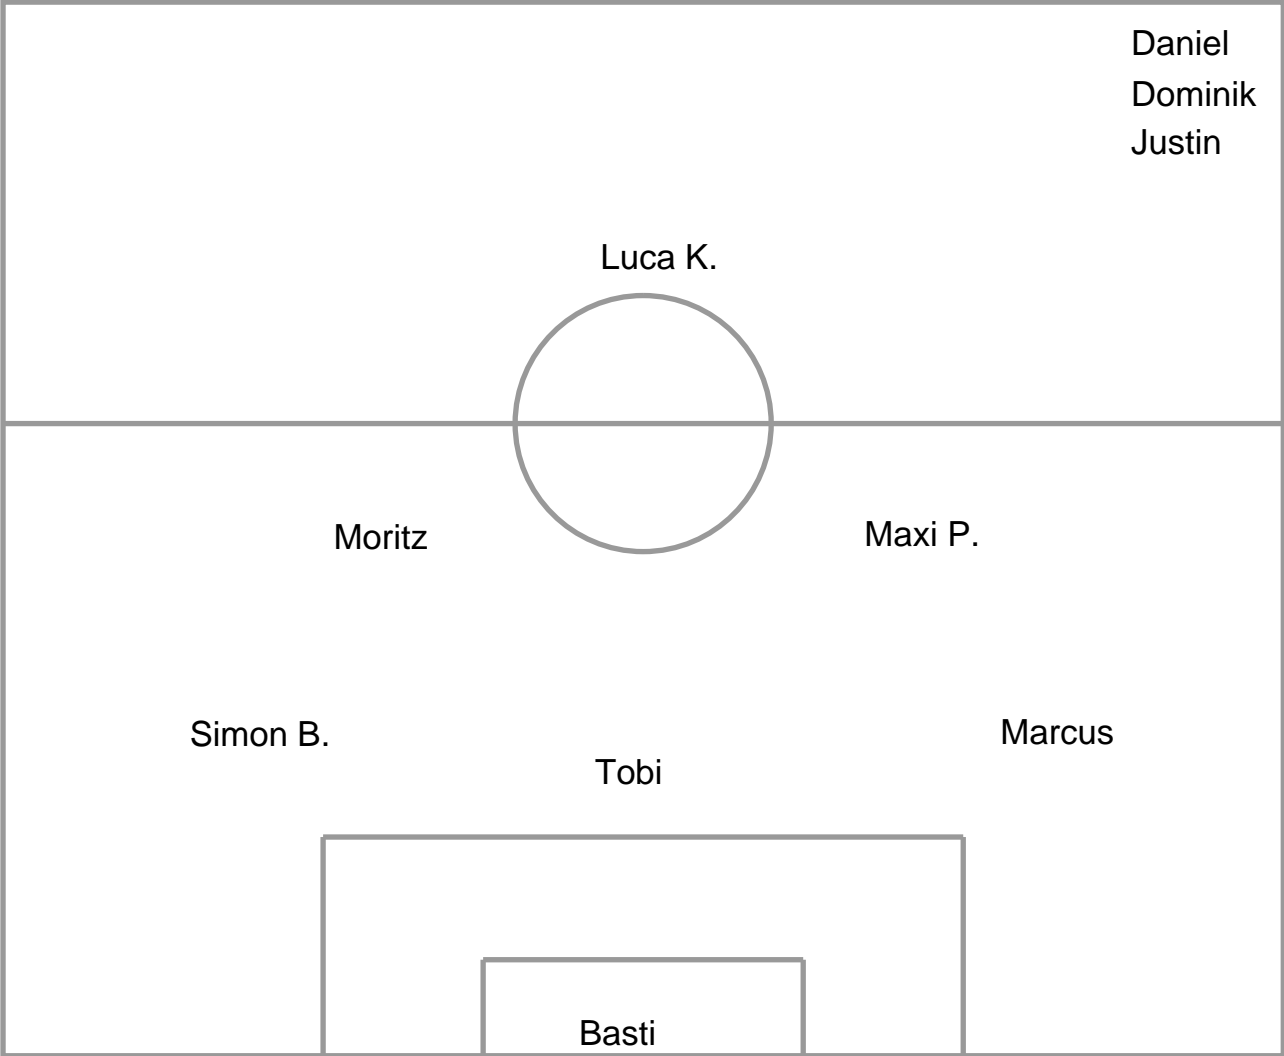 Daniel
Dominik
Justin
Luca K.
Moritz
Maxi P.
Simon B.
Marcus
Tobi
Basti